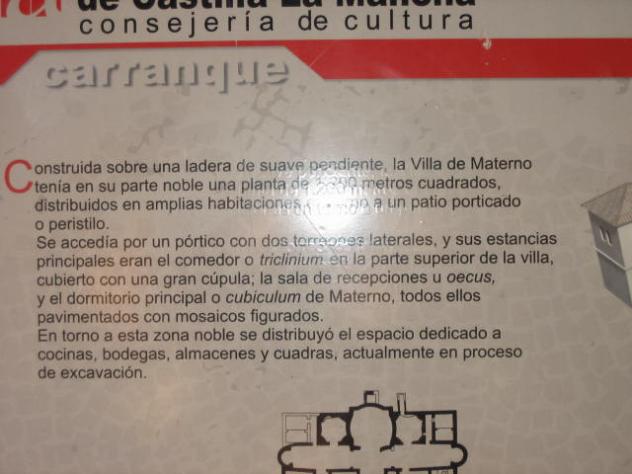 de Castilla La Mancha
consejería de cultura
carranque
Construida sobre una ladera de suave pendiente, la Villa de Materno
tenía en su parte noble una planta de metros cuadrados,
distribuidos en amplias habitaciones a un patio porticado
o peristilo.
Se accedía por un pórtico con dos torreones laterales, y sus estancias
principales eran el comedor o triclinium en la parte superior de la villa,
cubierto con una gran cúpula; la sala de recepciones u oecus,
y el dormitorio principal o cubiculum de Materno, todos ellos
pavimentados con mosaicos figurados.
En torno a esta zona noble se distribuyó el espacio dedicado a
cocinas, bodegas, almacenes y cuadras, actualmente en proceso
de excavación.